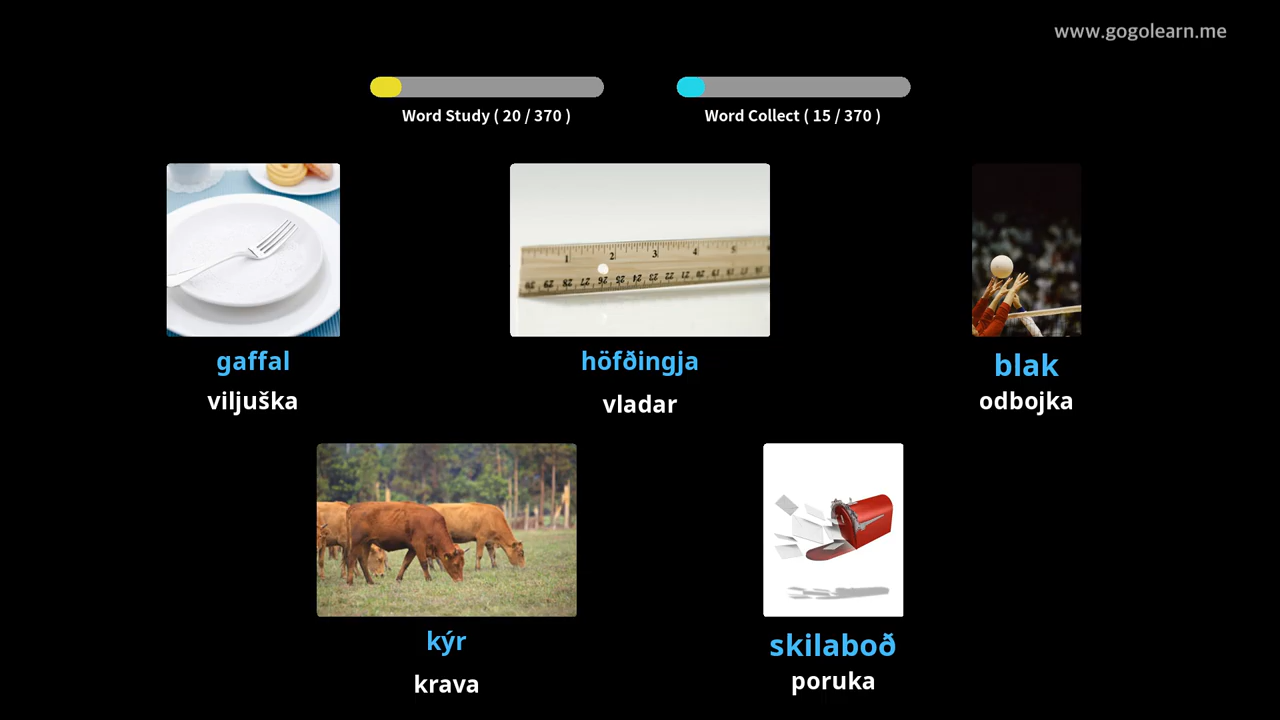 www.gogolearn.me
Word Study ( 20 / 370 )
Word Collect ( 15 / 370 )
gaffal
viljuška
höfðingja
vladar
blak
odbojka
kýr
krava
skilaboð
poruka